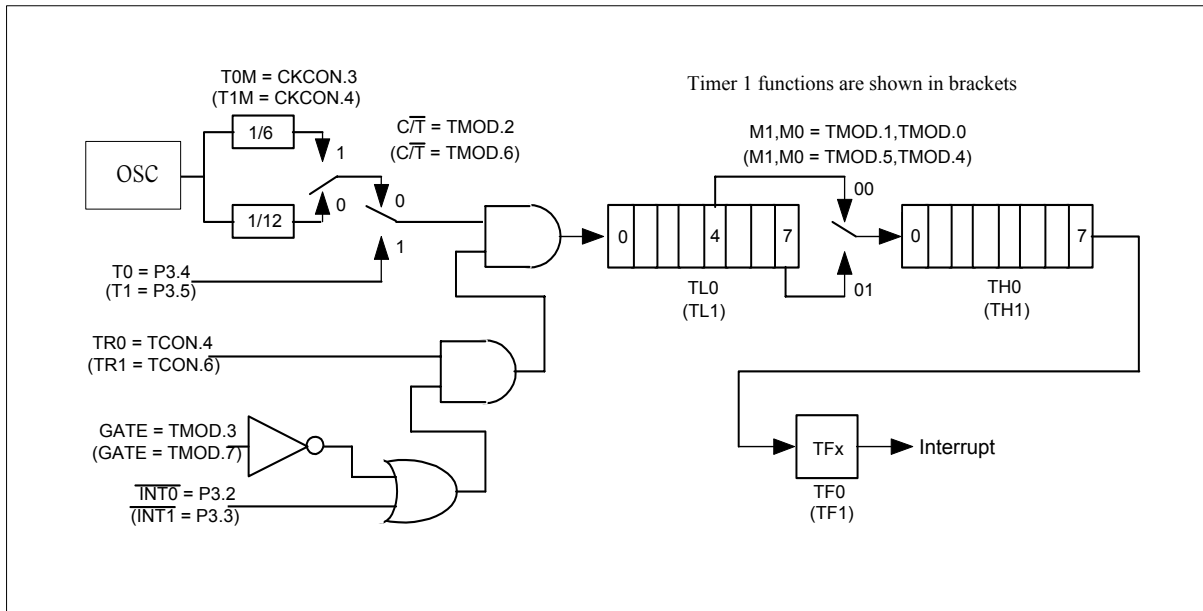 T0M = CKCON.3
(T1M = CKCON.4)
Timer 1 functions are shown in brackets
1/6
C/T̅ = TMOD.2
(C/T̅ = TMOD.6)
M1,M0 = TMOD.1,TMOD.0
(M1,M0 = TMOD.5,TMOD.4)
OSC
1
0
1/12
0
1
00
0
4
7
0
7
T0 = P3.4
(T1 = P3.5)
01
TL0
(TL1)
TH0
(TH1)
TR0 = TCON.4
(TR1 = TCON.6)
GATE = TMOD.3
(GATE = TMOD.7)
TFx
Interrupt
I̅N̅T̅0̅ = P3.2
(I̅N̅T̅1̅ = P3.3)
TF0
(TF1)